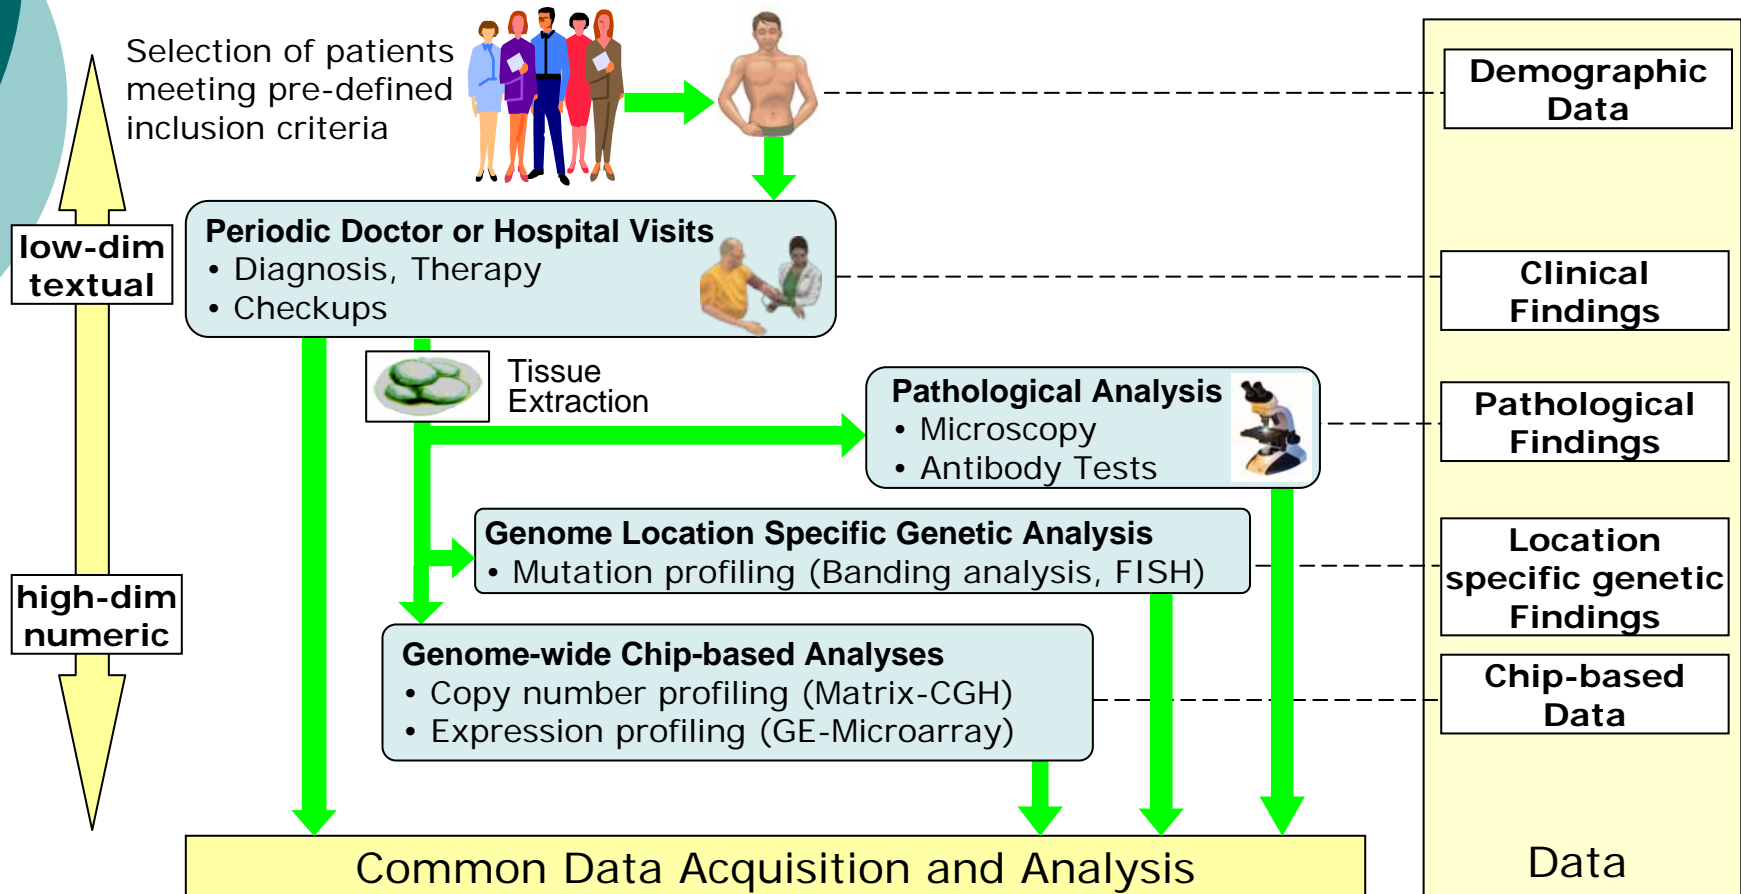 Selection of patients
meeting pre-defined
inclusion criteria
Demographic
Data
low-dim
textual
Periodic Doctor or Hospital Visits
• Diagnosis, Therapy
• Checkups
Clinical
Findings
Tissue
Extraction
Pathological Analysis
• Microscopy
• Antibody Tests
Pathological
Findings
Genome Location Specific Genetic Analysis
• Mutation profiling (Banding analysis, FISH)
Location
specific genetic
Findings
high-dim
numeric
Genome-wide Chip-based Analyses
• Copy number profiling (Matrix-CGH)
• Expression profiling (GE-Microarray)
Chip-based
Data
Common Data Acquisition and Analysis
Data